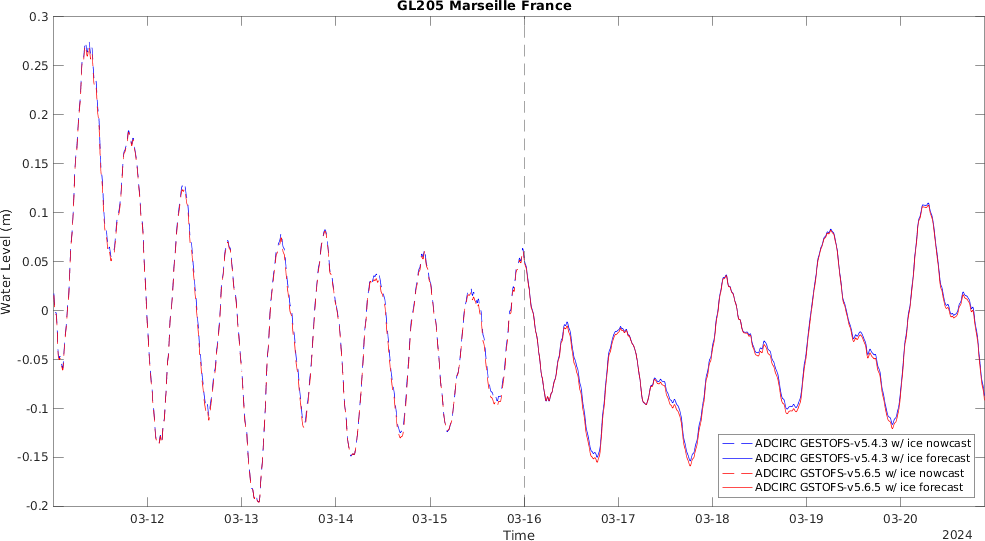 GL205 Marseille France
0.3
0.25
0.2
0.15
0.1
0.05
0
-0.05
-0.1
-0.15
-0.2
Water Level (m)
ADCIRC GESTOFS-v5.4.3 w/ ice nowcast
ADCIRC GESTOFS-v5.4.3 w/ ice forecast
ADCIRC GSTOFS-v5.6.5 w/ ice nowcast
ADCIRC GSTOFS-v5.6.5 w/ ice forecast
03-12 03-13 03-14 03-15 03-16 03-17 03-18 03-19 03-20
Time
2024